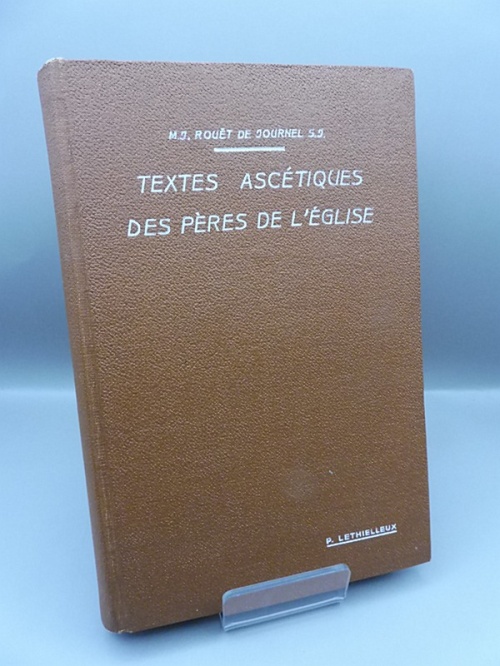 M.J. ROUËT DE JOURNEL S.J.
TEXTES ASCÉTIQUES
DES PÈRES DE L'ÉGLISE
P. LETHIELLEUX